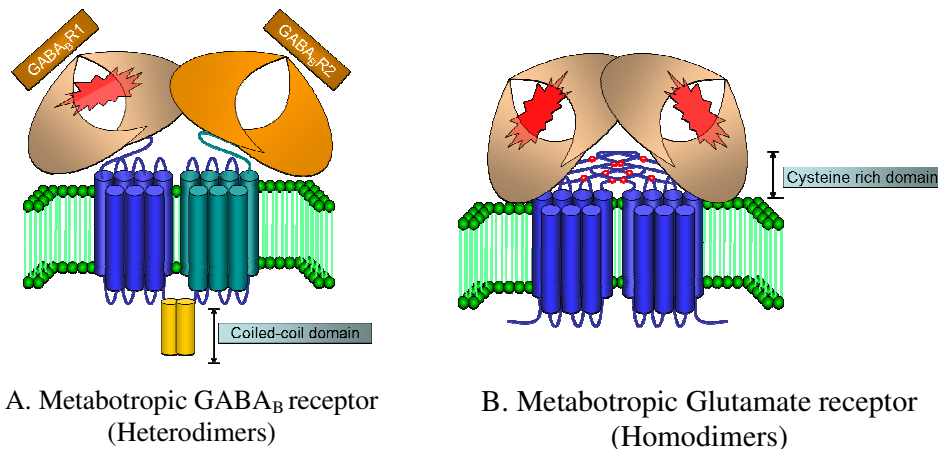 GABABR1
GABABR2
Cysteine rich domain
Coiled-coil domain
A. Metabotropic GABAB receptor
(Heterodimers)
B. Metabotropic Glutamate receptor
(Homodimers)